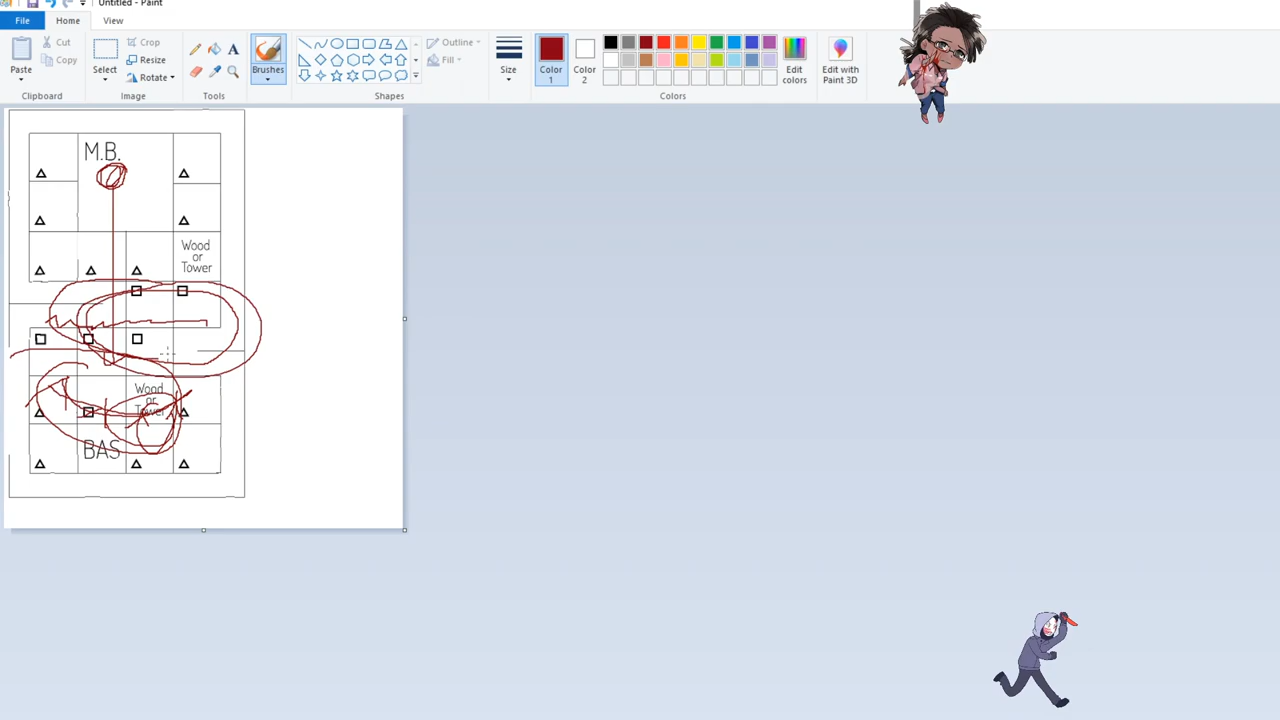 Untitled - Paint
File Home View
Paste
Cut
Copy
Clipboard
Select
Crop
Resize
Rotate
Image
A
Tools
Brushes
Outline
Fill
Shapes
Size
Color
1
Color
2
Edit
colors
Colors
Edit with
Paint 3D
M.B.
Wood
or
Tower
Wood
or
Tower
BAS